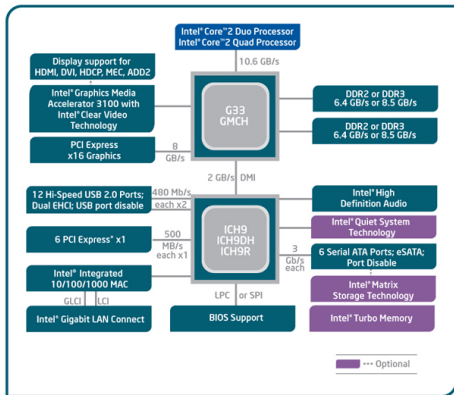 Intel® Core™2 Duo Processor
Intel® Core™2 Quad Processor
10.6 GB/s
Display support for
HDMI, DVI, HDCP, MEC, ADD2
Intel® Graphics Media
Accelerator 3100 with
Intel® Clear Video
Technology
PCI Express
x16 Graphics
8
GB/s
G33
GMCH
DDR2 or DDR3
6.4 GB/s or 8.5 GB/s
DDR2 or DDR3
6.4 GB/s or 8.5 GB/s
2 GB/s
DMI
12 Hi-Speed USB 2.0 Ports;
Dual EHCI; USB port disable
480 Mb/s
each x2
6 PCI Express® x1
500
MB/s
each x1
Intel® Integrated
10/100/1000 MAC
GLCI
LCI
Intel® Gigabit LAN Connect
ICH9
ICH9DH
ICH9R
Intel® High
Definition Audio
Intel® Quiet System
Technology
3
Gb/s
each
6 Serial ATA Ports; eSATA;
Port Disable
Intel® Matrix
Storage Technology
Intel® Turbo Memory
LPC or SPI
BIOS Support
Optional